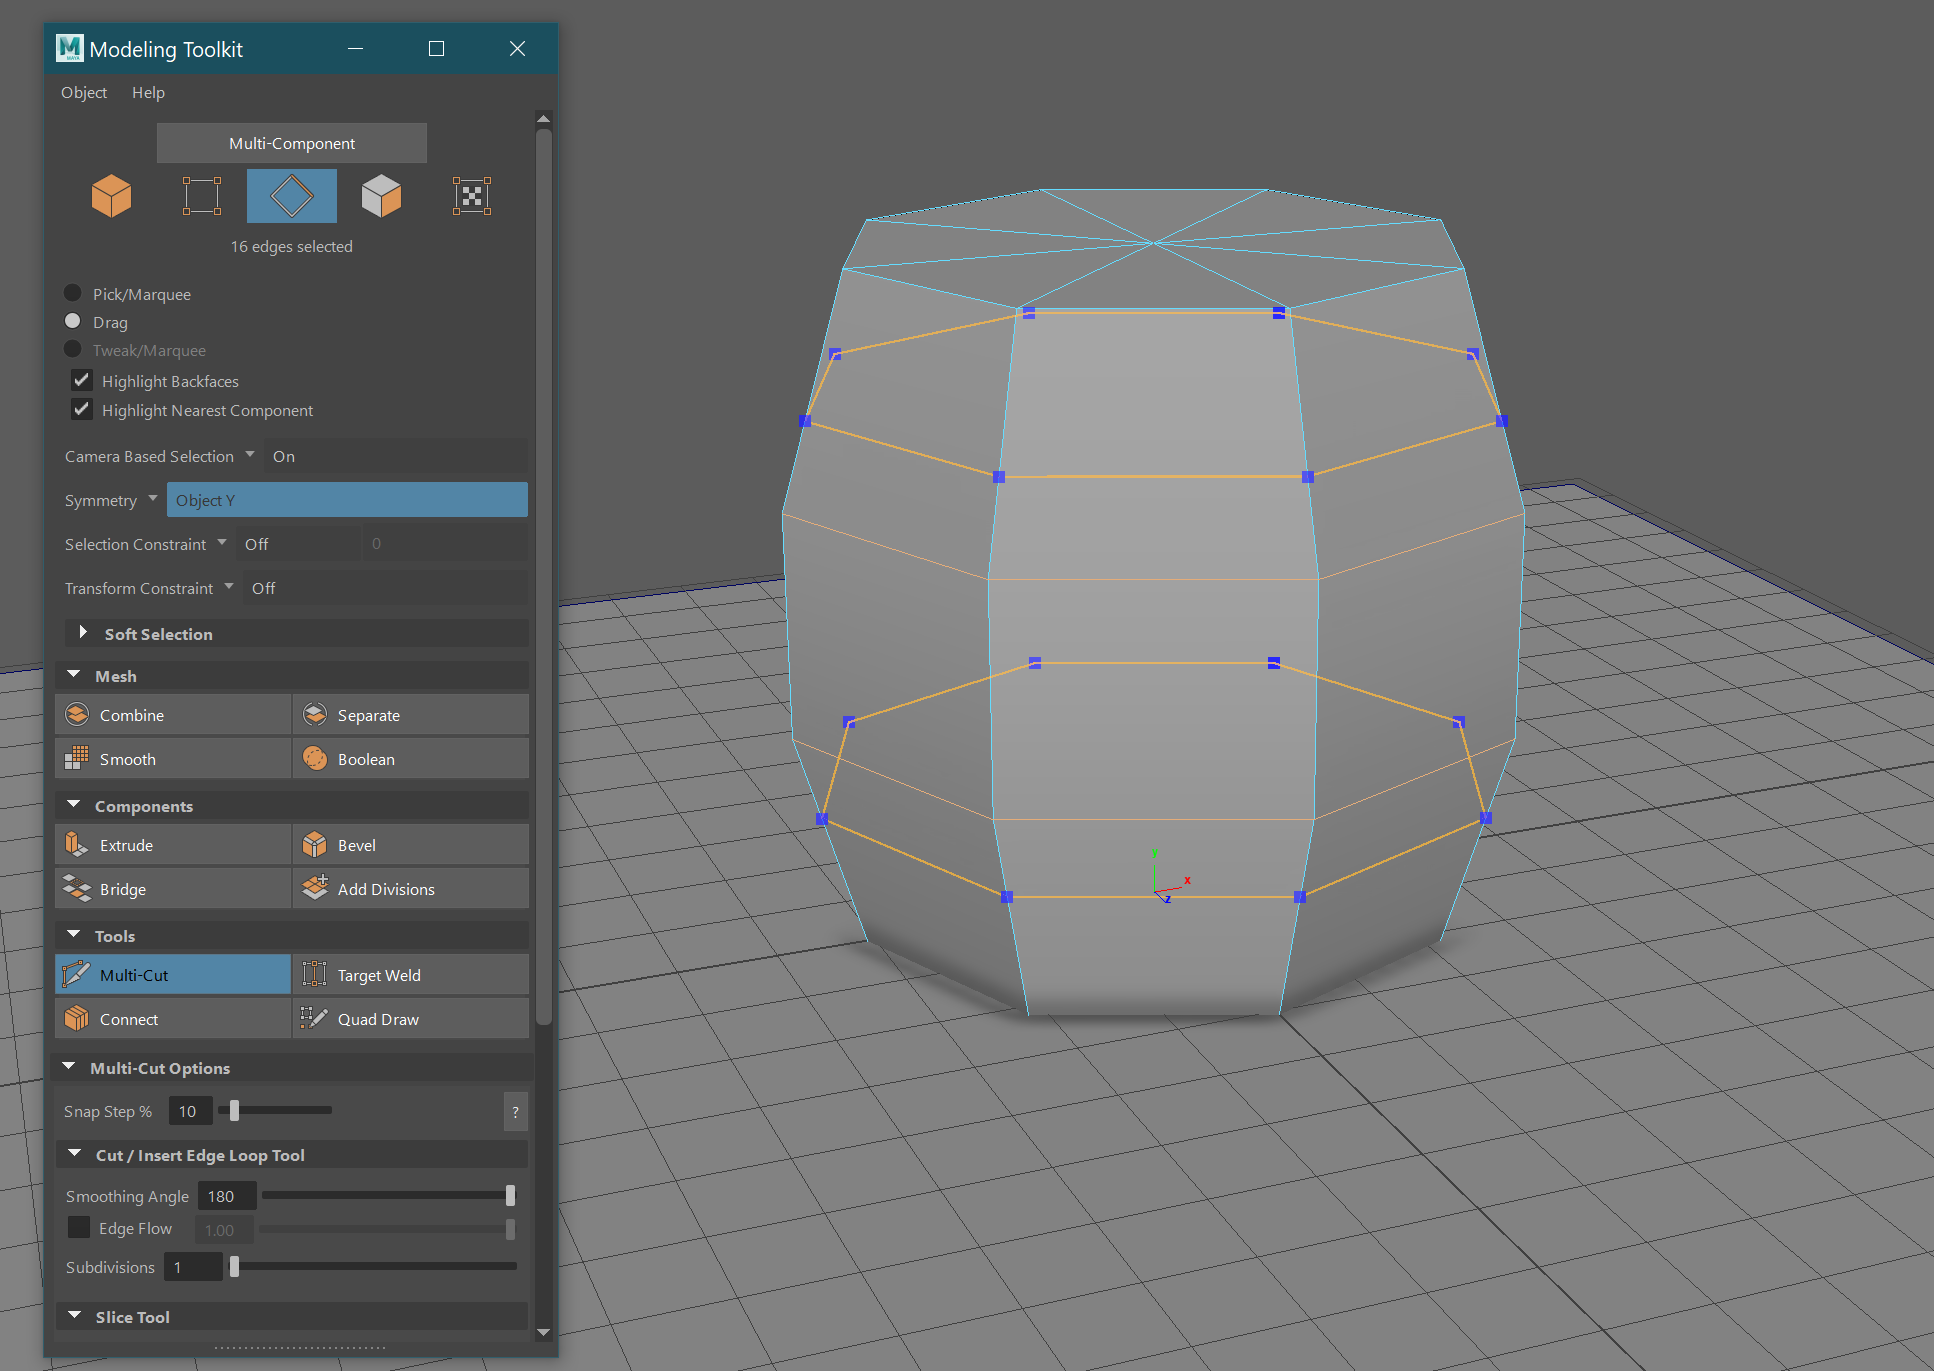 Modeling Toolkit
Object Help
Multi-Component
16 edges selected
Pick/Marquee
Drag
Tweak/Marquee
Highlight Backfaces
Highlight Nearest Component
Camera Based Selection On
Symmetry Object Y
Selection Constraint Off 0
Transform Constraint Off
Soft Selection
Mesh
Combine Separate
Smooth Boolean
Components
Extrude Bevel
Bridge Add Divisions
Tools
Multi-Cut Target Weld
Connect Quad Draw
Multi-Cut Options
Snap Step % 10 ?
Cut / Insert Edge Loop Tool
Smoothing Angle 180
Edge Flow 1.00
Subdivisions 1
Slice Tool
x
z